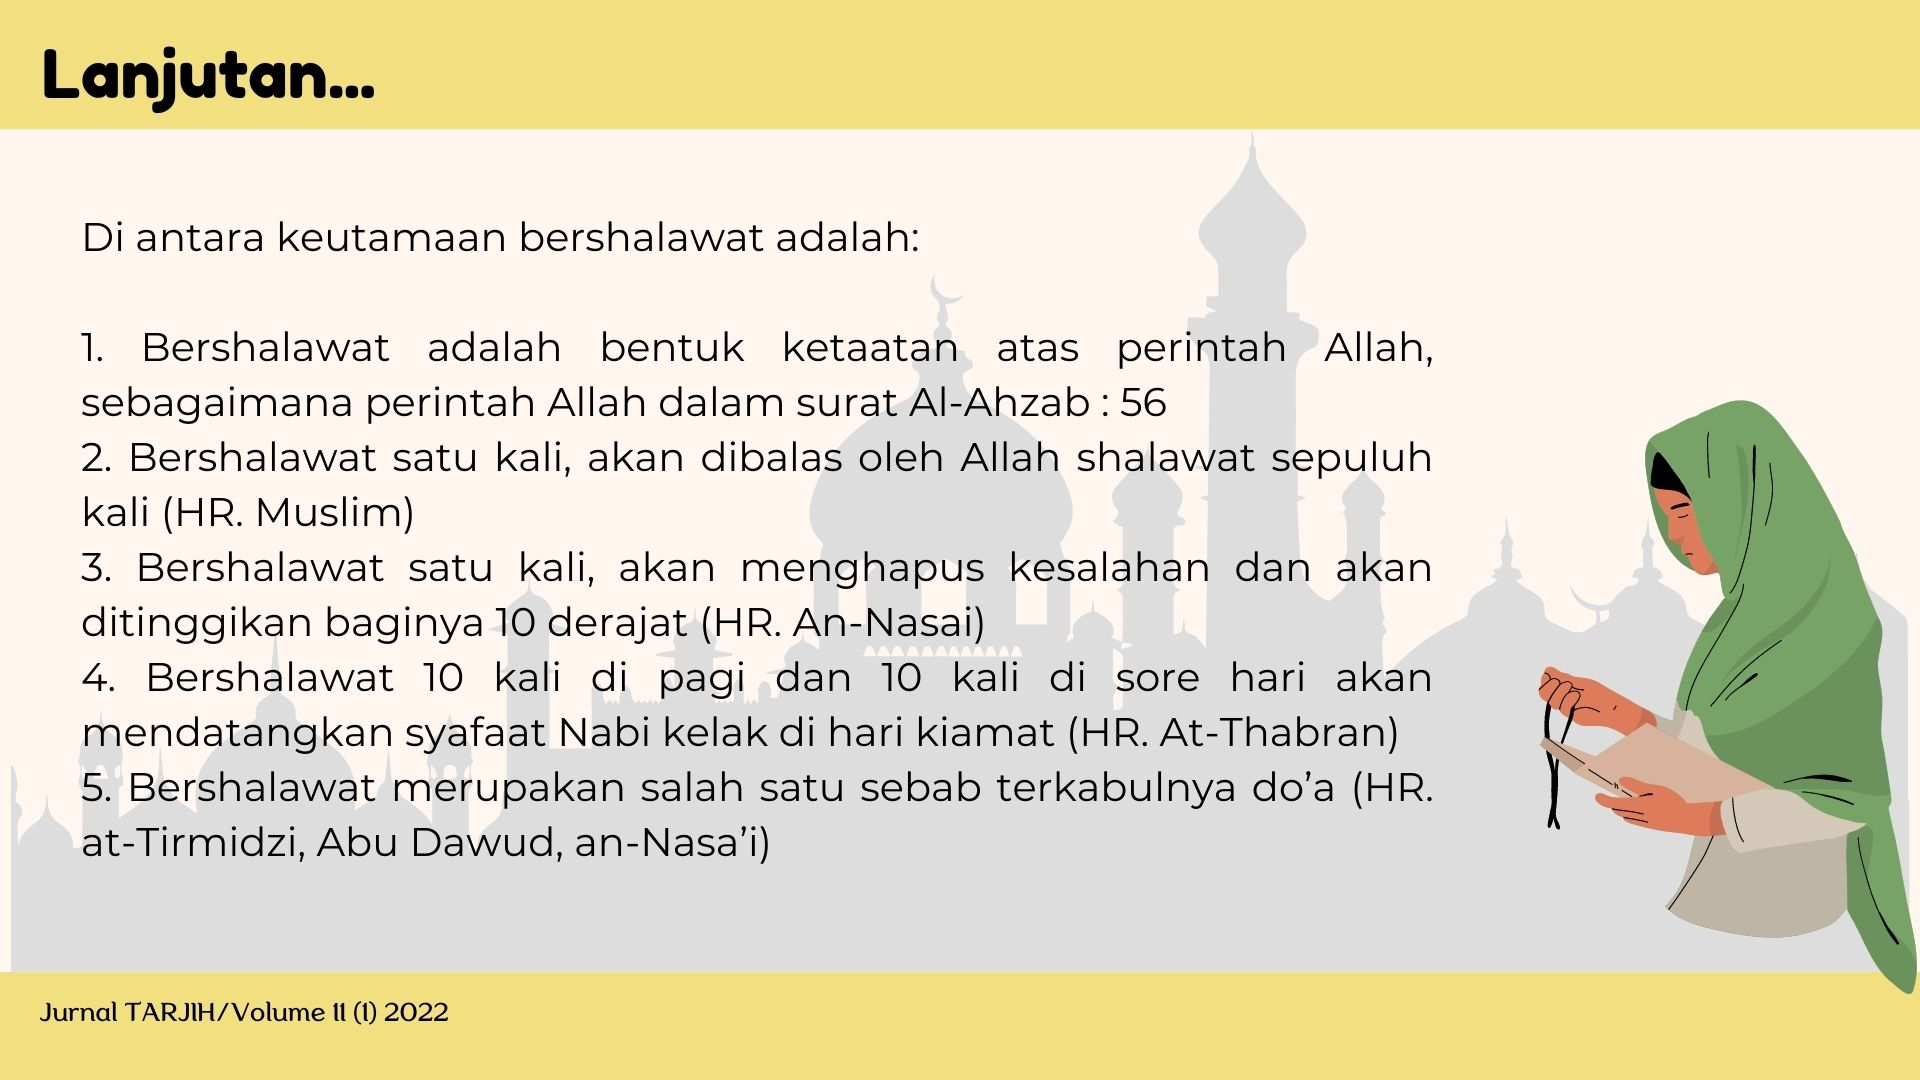 Lanjutan...
Di antara keutamaan bershalawat adalah:
1. Bershalawat adalah bentuk ketaatan atas perintah Allah,
sebagaimana perintah Allah dalam surat Al-Ahzab : 56
2. Bershalawat satu kali, akan dibalas oleh Allah shalawat sepuluh
kali (HR. Muslim)
3. Bershalawat satu kali, akan menghapus kesalahan dan akan
ditinggikan baginya 10 derajat (HR. An-Nasai)
4. Bershalawat 10 kali di pagi dan 10 kali di sore hari akan
mendatangkan syafaat Nabi kelak di hari kiamat (HR. At-Thabran)
5. Bershalawat merupakan salah satu sebab terkabulnya do’a (HR.
at-Tirmidzi, Abu Dawud, an-Nasa’i)
Jurnal TARJIH/Volume 11 (1) 2022